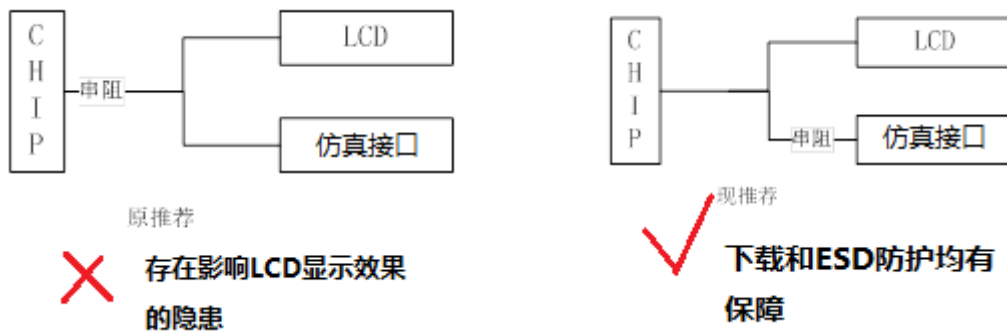 CHIP
串阻
LCD
仿真接口
原推荐
存在影响LCD显示效果
的隐患
CHIP
LCD
串阻
仿真接口
现推荐
下载和ESD防护均有
保障